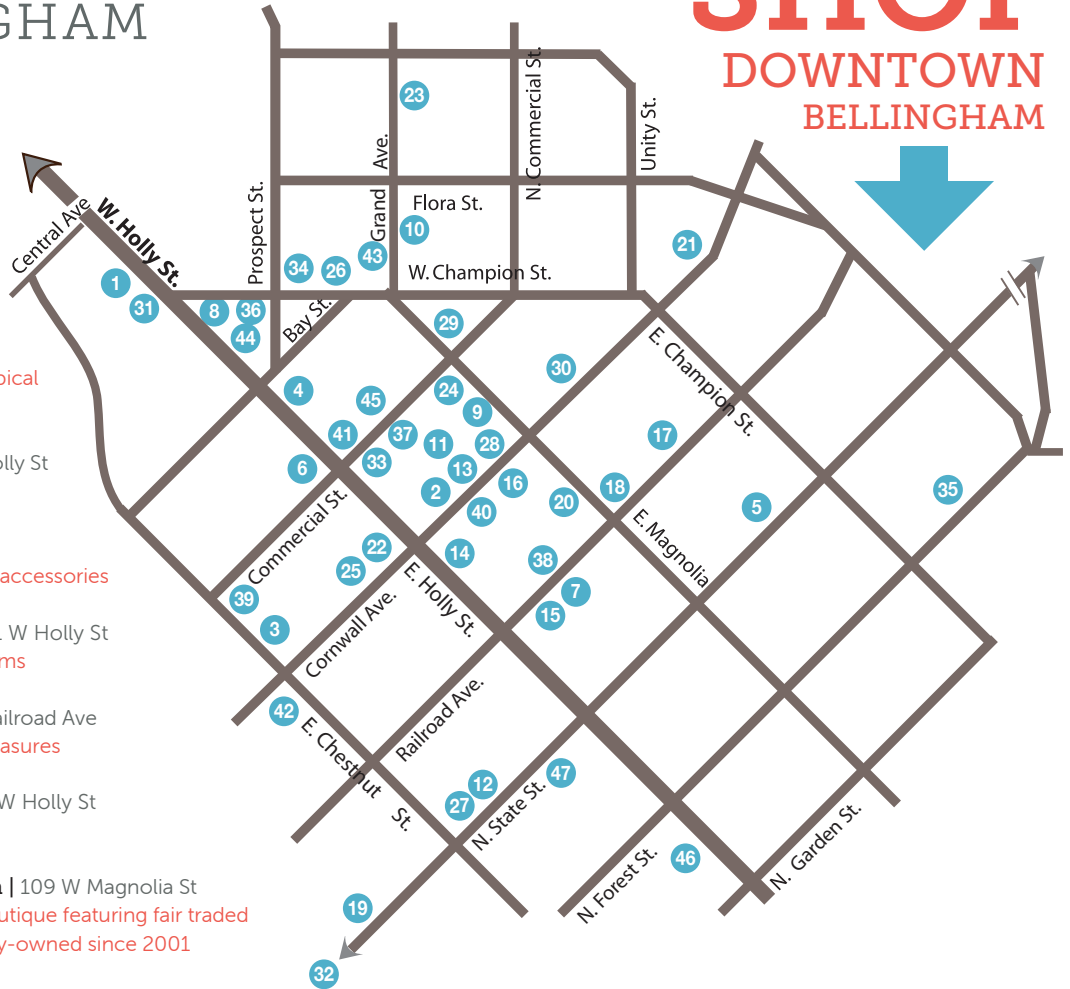 GHAM
SHOP
DOWNTOWN
BELLINGHAM
N. Commercial St.
Unity St.
Grand Ave.
Prospect St.
Flora St.
W. Champion St.
Central Ave
W. Holly St.
Bay St.
E. Champion St.
E. Magnolia
Commercial St.
E. Holly St.
Cornwall Ave.
Railroad Ave.
E. Chestnut St.
N. State St.
N. Forest St.
N. Garden St.
23
10
43
34
26
21
1
31
8
36
44
29
30
4
45
24
9
41
37
11
28
17
6
33
13
16
2
40
20
18
5
35
22
25
14
38
7
15
39
3
42
12
47
27
46
19
32
pical
olly St
accessories
W Holly St
ms
ailroad Ave
asures
W Holly St
| 109 W Magnolia St
utique featuring fair traded
y-owned since 2001